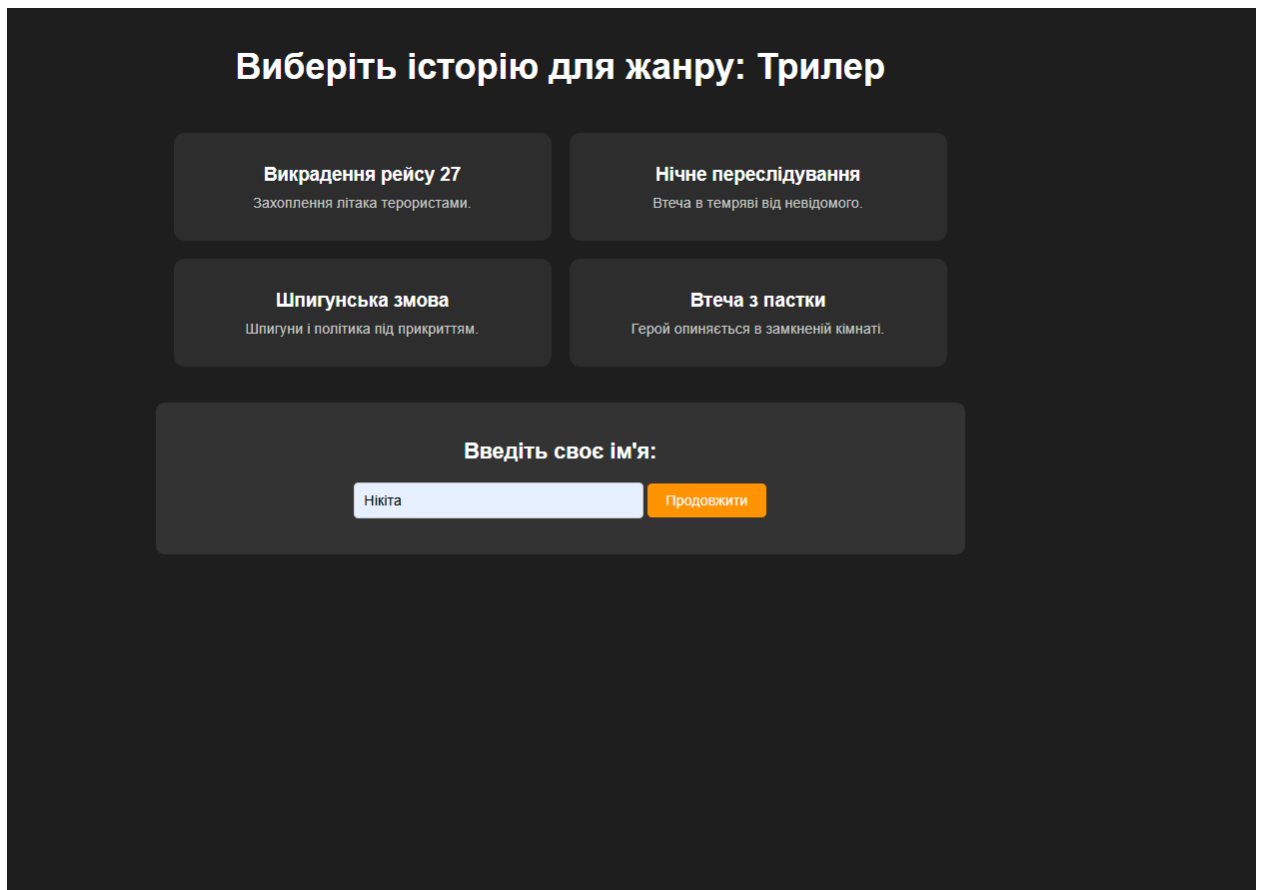 Виберіть історію для жанру: Трилер
Викрадення рейсу 27
Захоплення літака терористами.
Нічне переслідування
Втеча в темряві від невідомого.
Шпигунська змова
Шпигуни і політика під прикриттям.
Втеча з пастки
Герой опиняється в замкненій кімнаті.
Введіть своє ім'я:
Нікіта
Продовжити